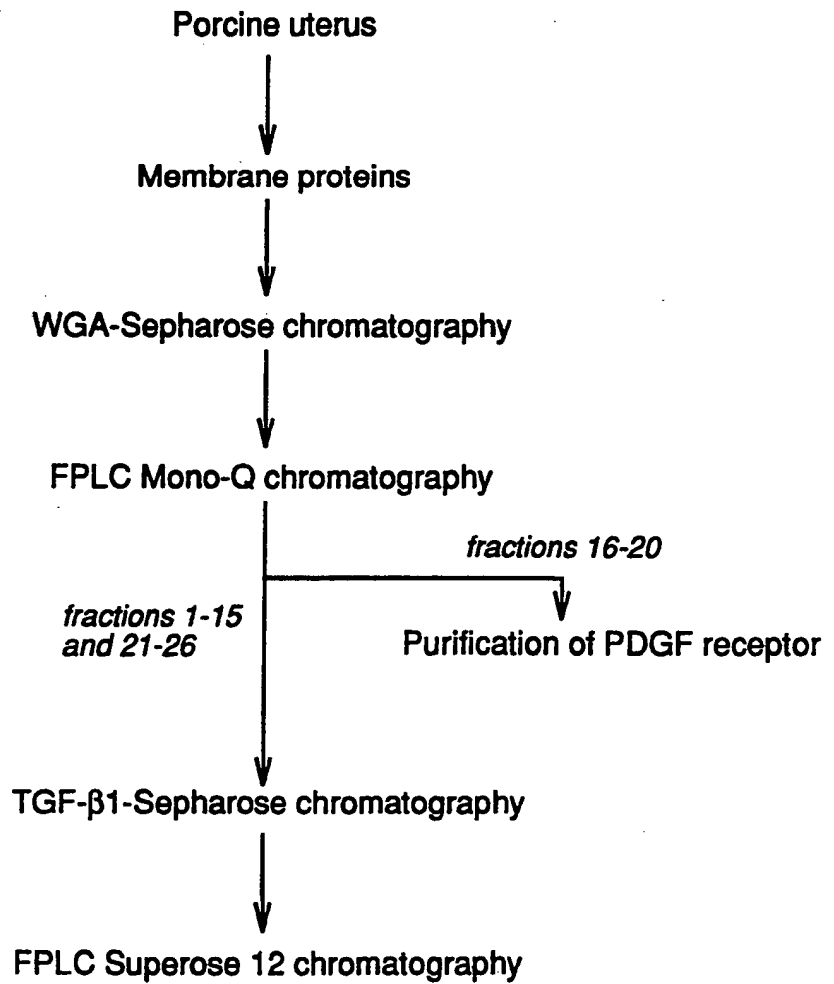 Porcine uterus
Membrane proteins
WGA-Sepharose chromatography
FPLC Mono-Q chromatography
fractions 16-20
fractions 1-15
and 21-26
Purification of PDGF receptor
TGF-β1-Sepharose chromatography
FPLC Superose 12 chromatography